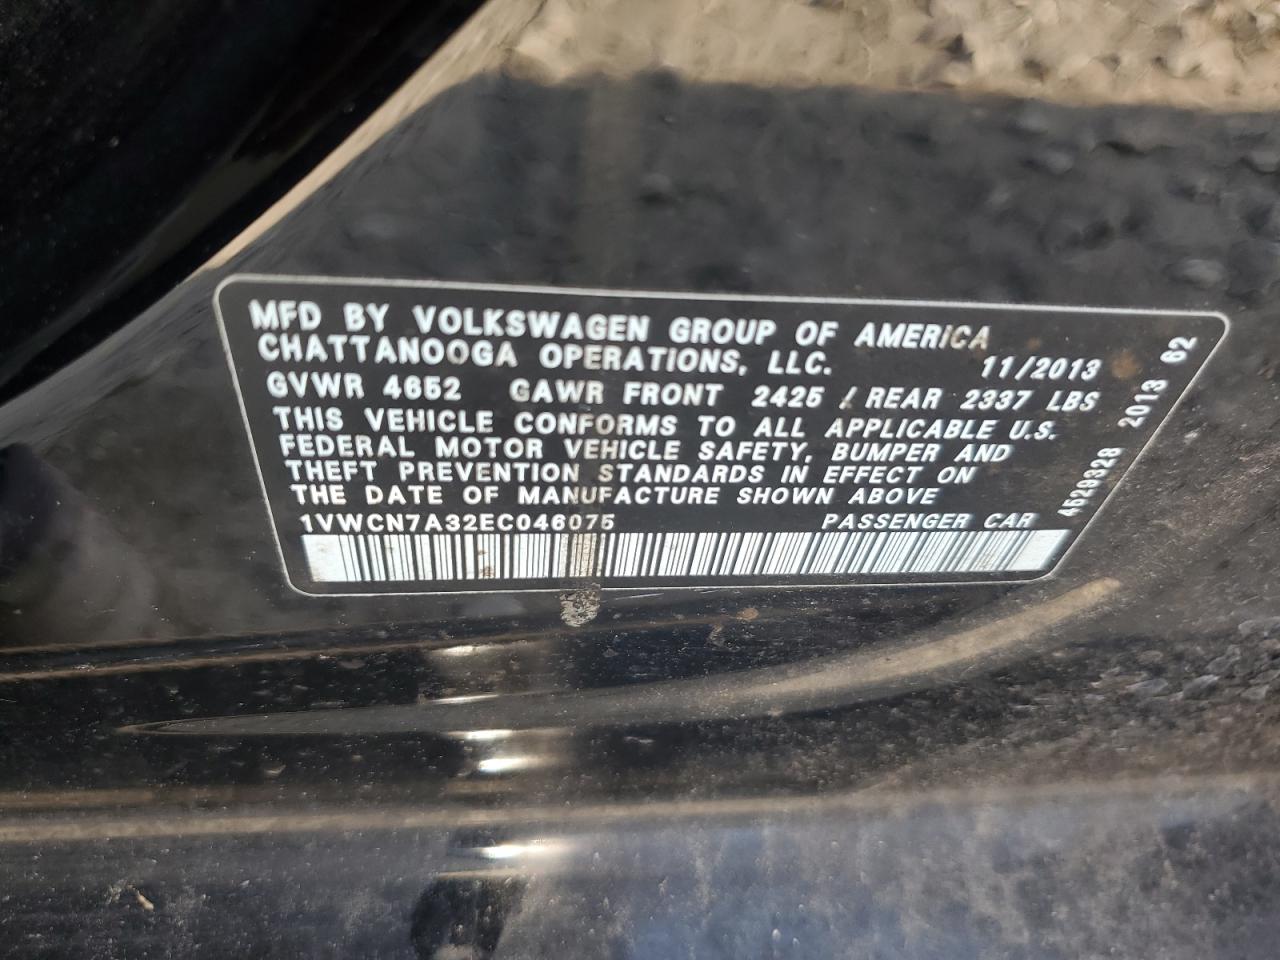 MFD BY VOLKSWAGEN GROUP OF AMERICA
CHATTANOOGA OPERATIONS, LLC. 11/2013
GVWR 4652 GAWR FRONT 2425 / REAR 2337 LBS
THIS VEHICLE CONFORMS TO ALL APPLICABLE U.S.
FEDERAL MOTOR VEHICLE SAFETY, BUMPER AND
THEFT PREVENTION STANDARDS IN EFFECT ON
THE DATE OF MANUFACTURE SHOWN ABOVE
1VWCN7A32EC046075 PASSENGER CAR
A529328 2013 62